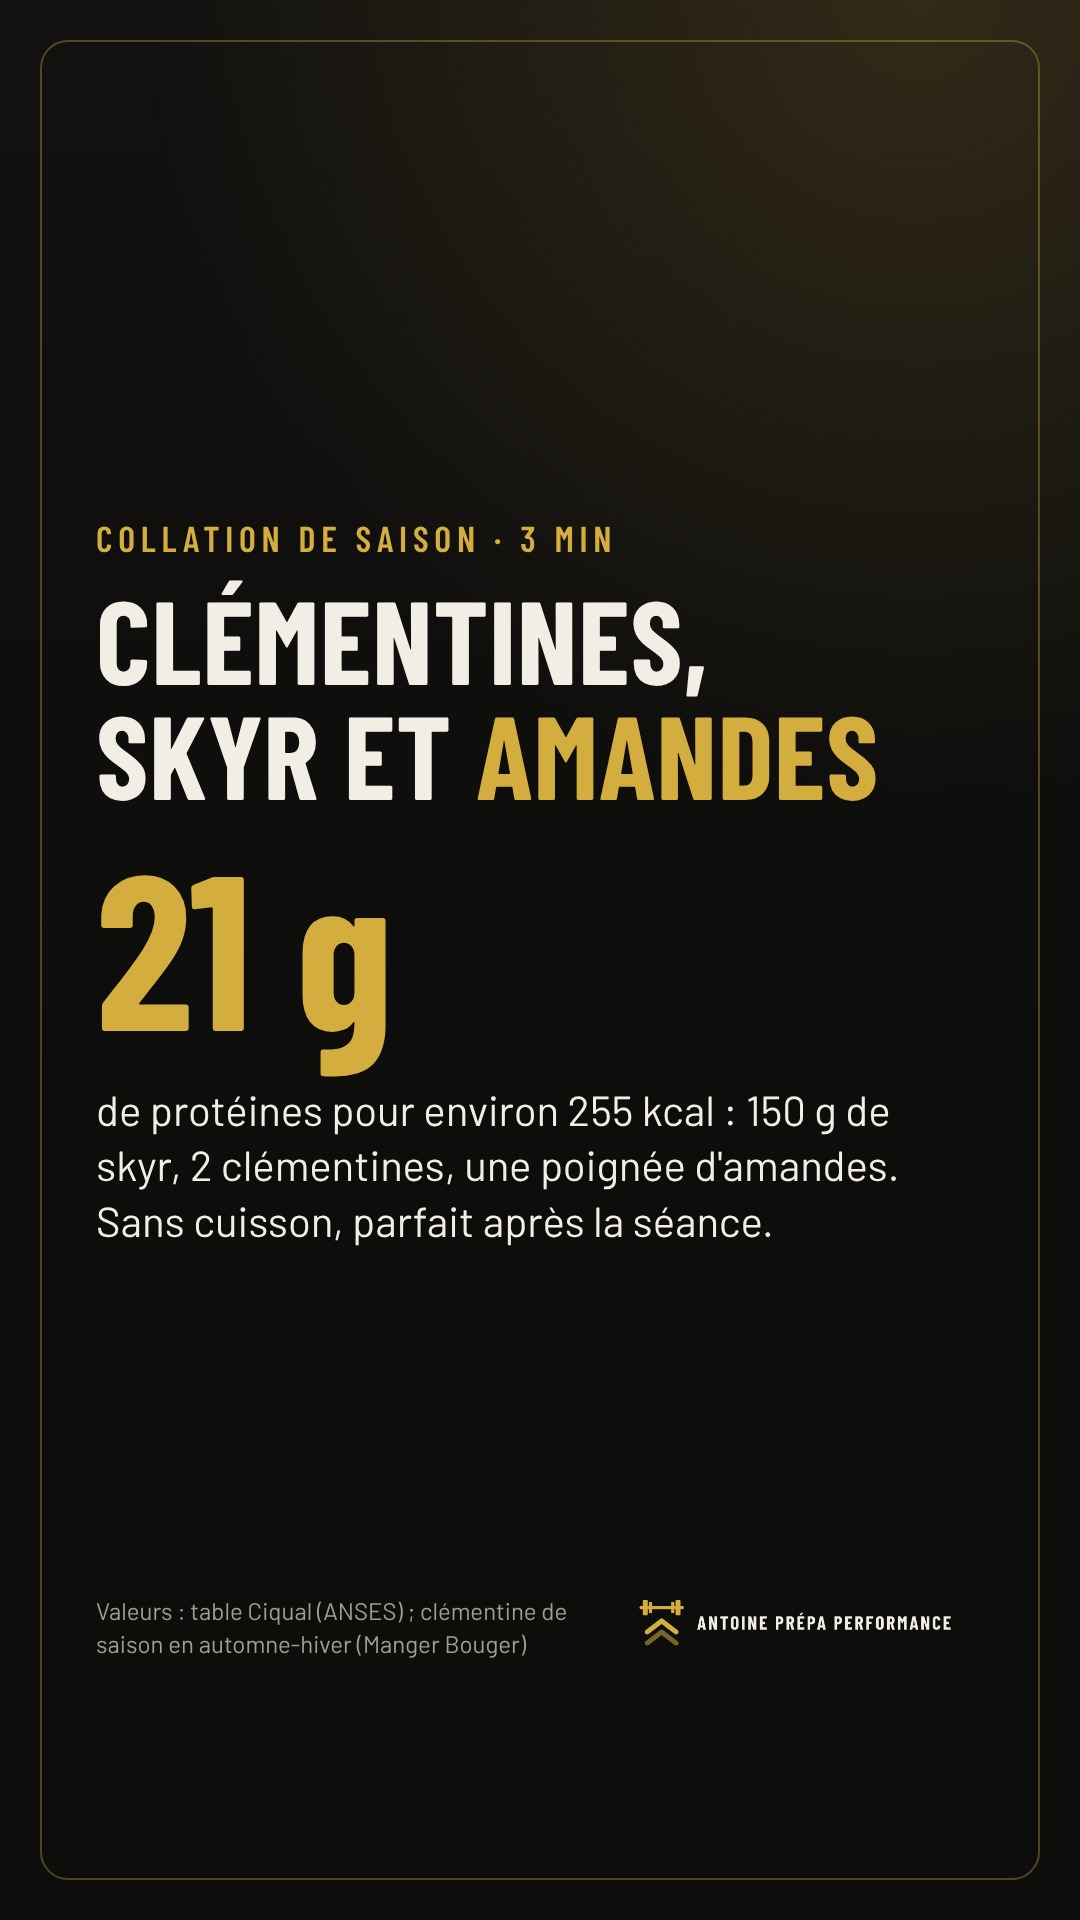 COLLATION DE SAISON · 3 MIN
CLÉMENTINES,
SKYR ET AMANDES
21 g
de protéines pour environ 255 kcal : 150 g de
skyr, 2 clémentines, une poignée d'amandes.
Sans cuisson, parfait après la séance.
Valeurs : table Ciqual (ANSES) ; clémentine de
saison en automne-hiver (Manger Bouger)
ANTOINE PRÉPA PERFORMANCE